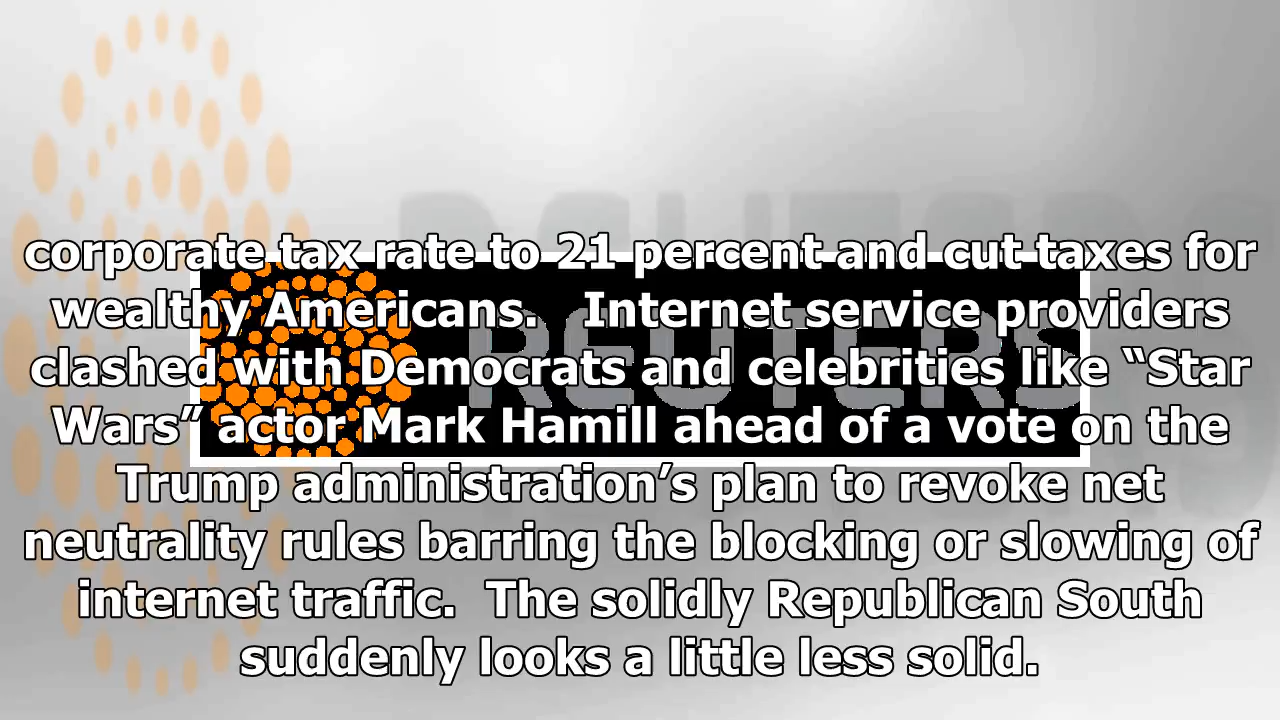 corporate tax rate to 21 percent and cut taxes for
wealthy Americans.   Internet service providers
clashed with Democrats and celebrities like “Star
Wars” actor Mark Hamill ahead of a vote on the
Trump administration’s plan to revoke net
neutrality rules barring the blocking or slowing of
internet traffic.  The solidly Republican South
suddenly looks a little less solid.
REUTERS